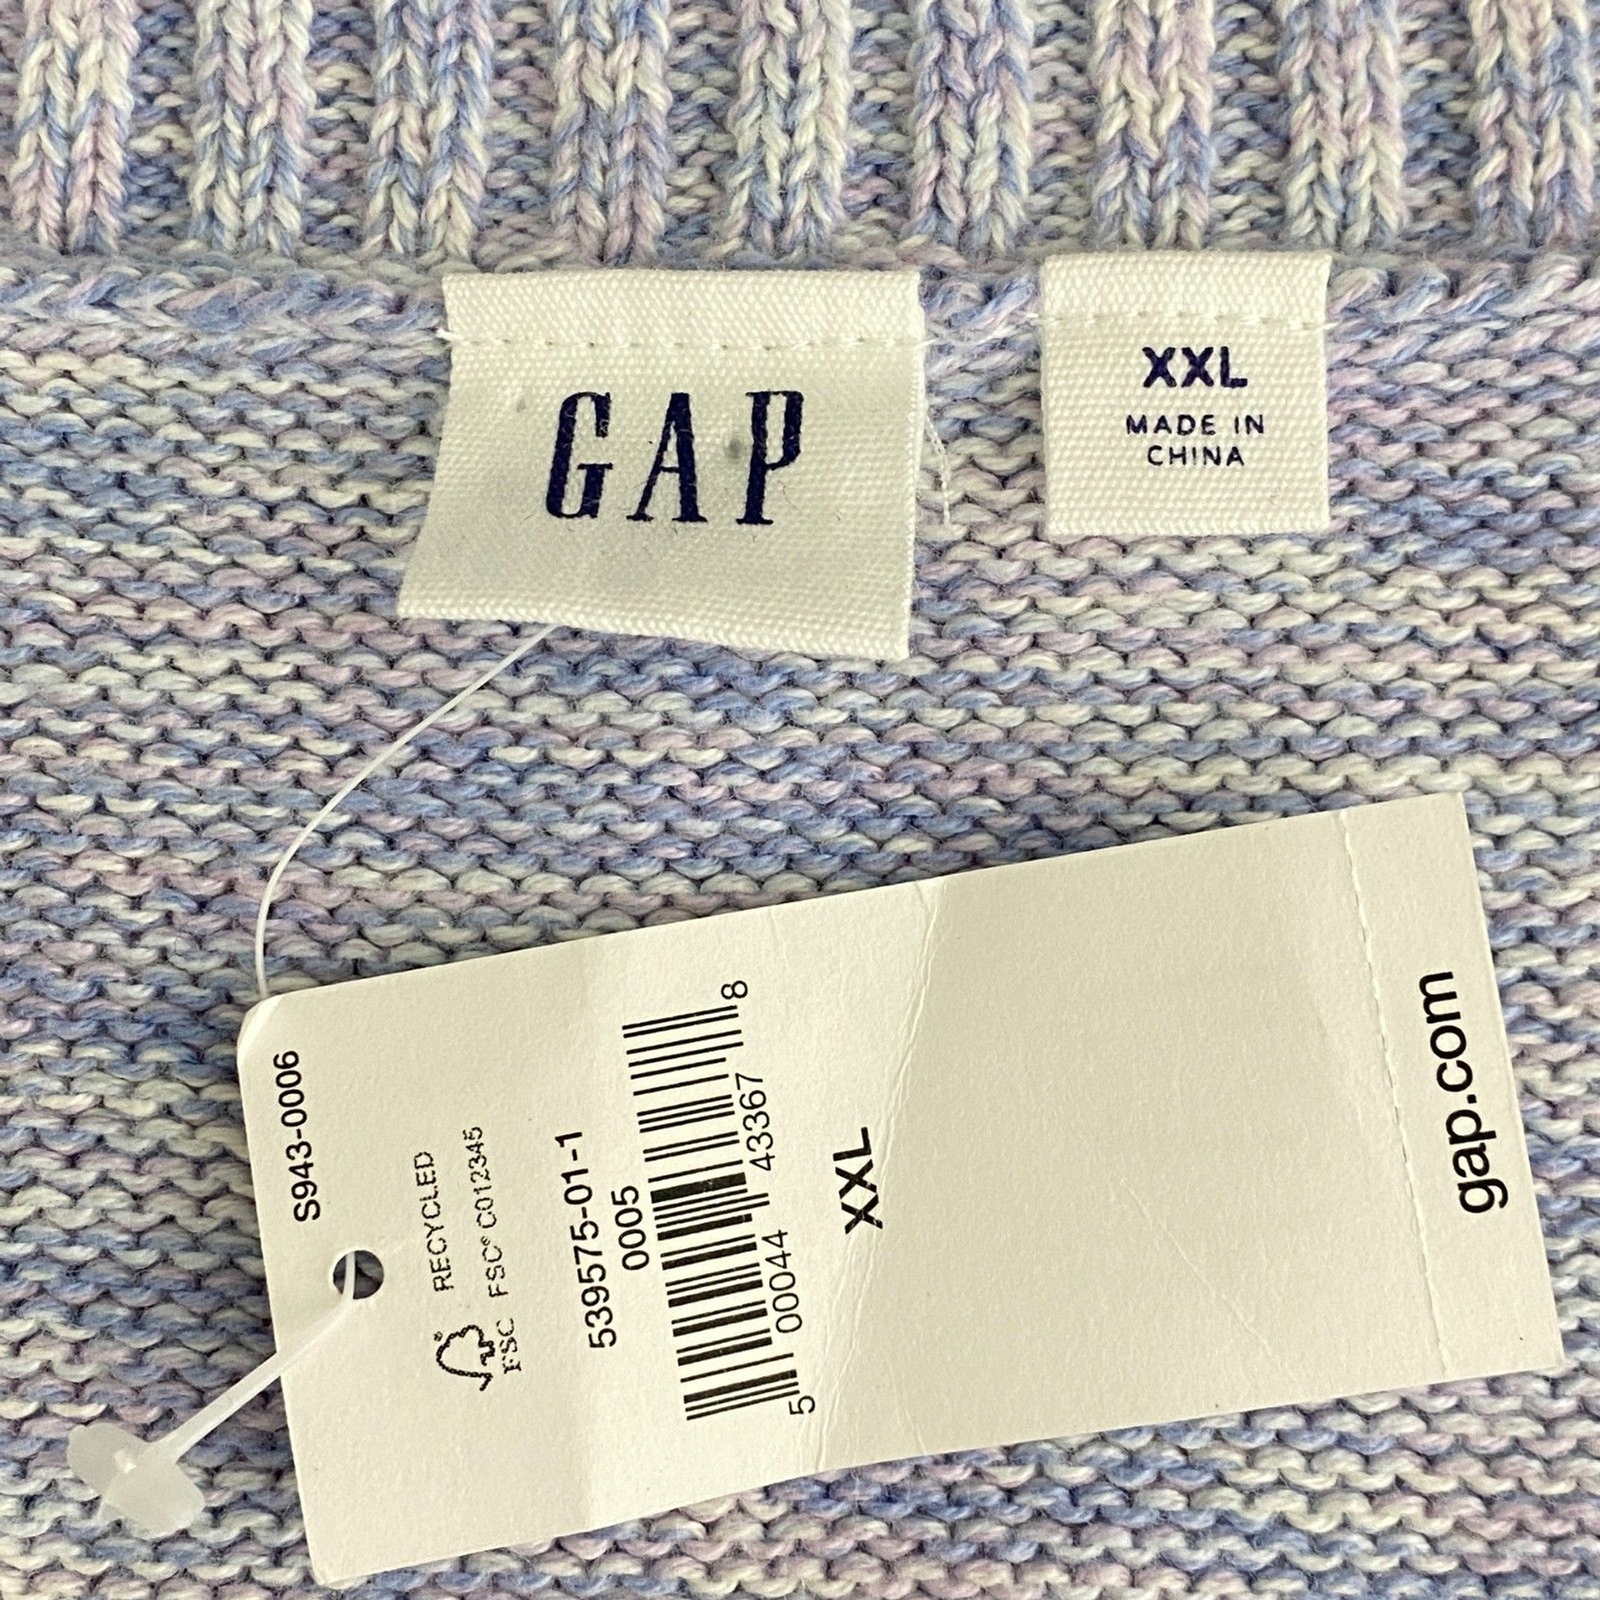 GAP
XXL
MADE IN
CHINA
S943-0006
RECYCLED
FSC® C012345
FSC
539575-01-1
0005
5 00044 43367 8
XXL
gap.com